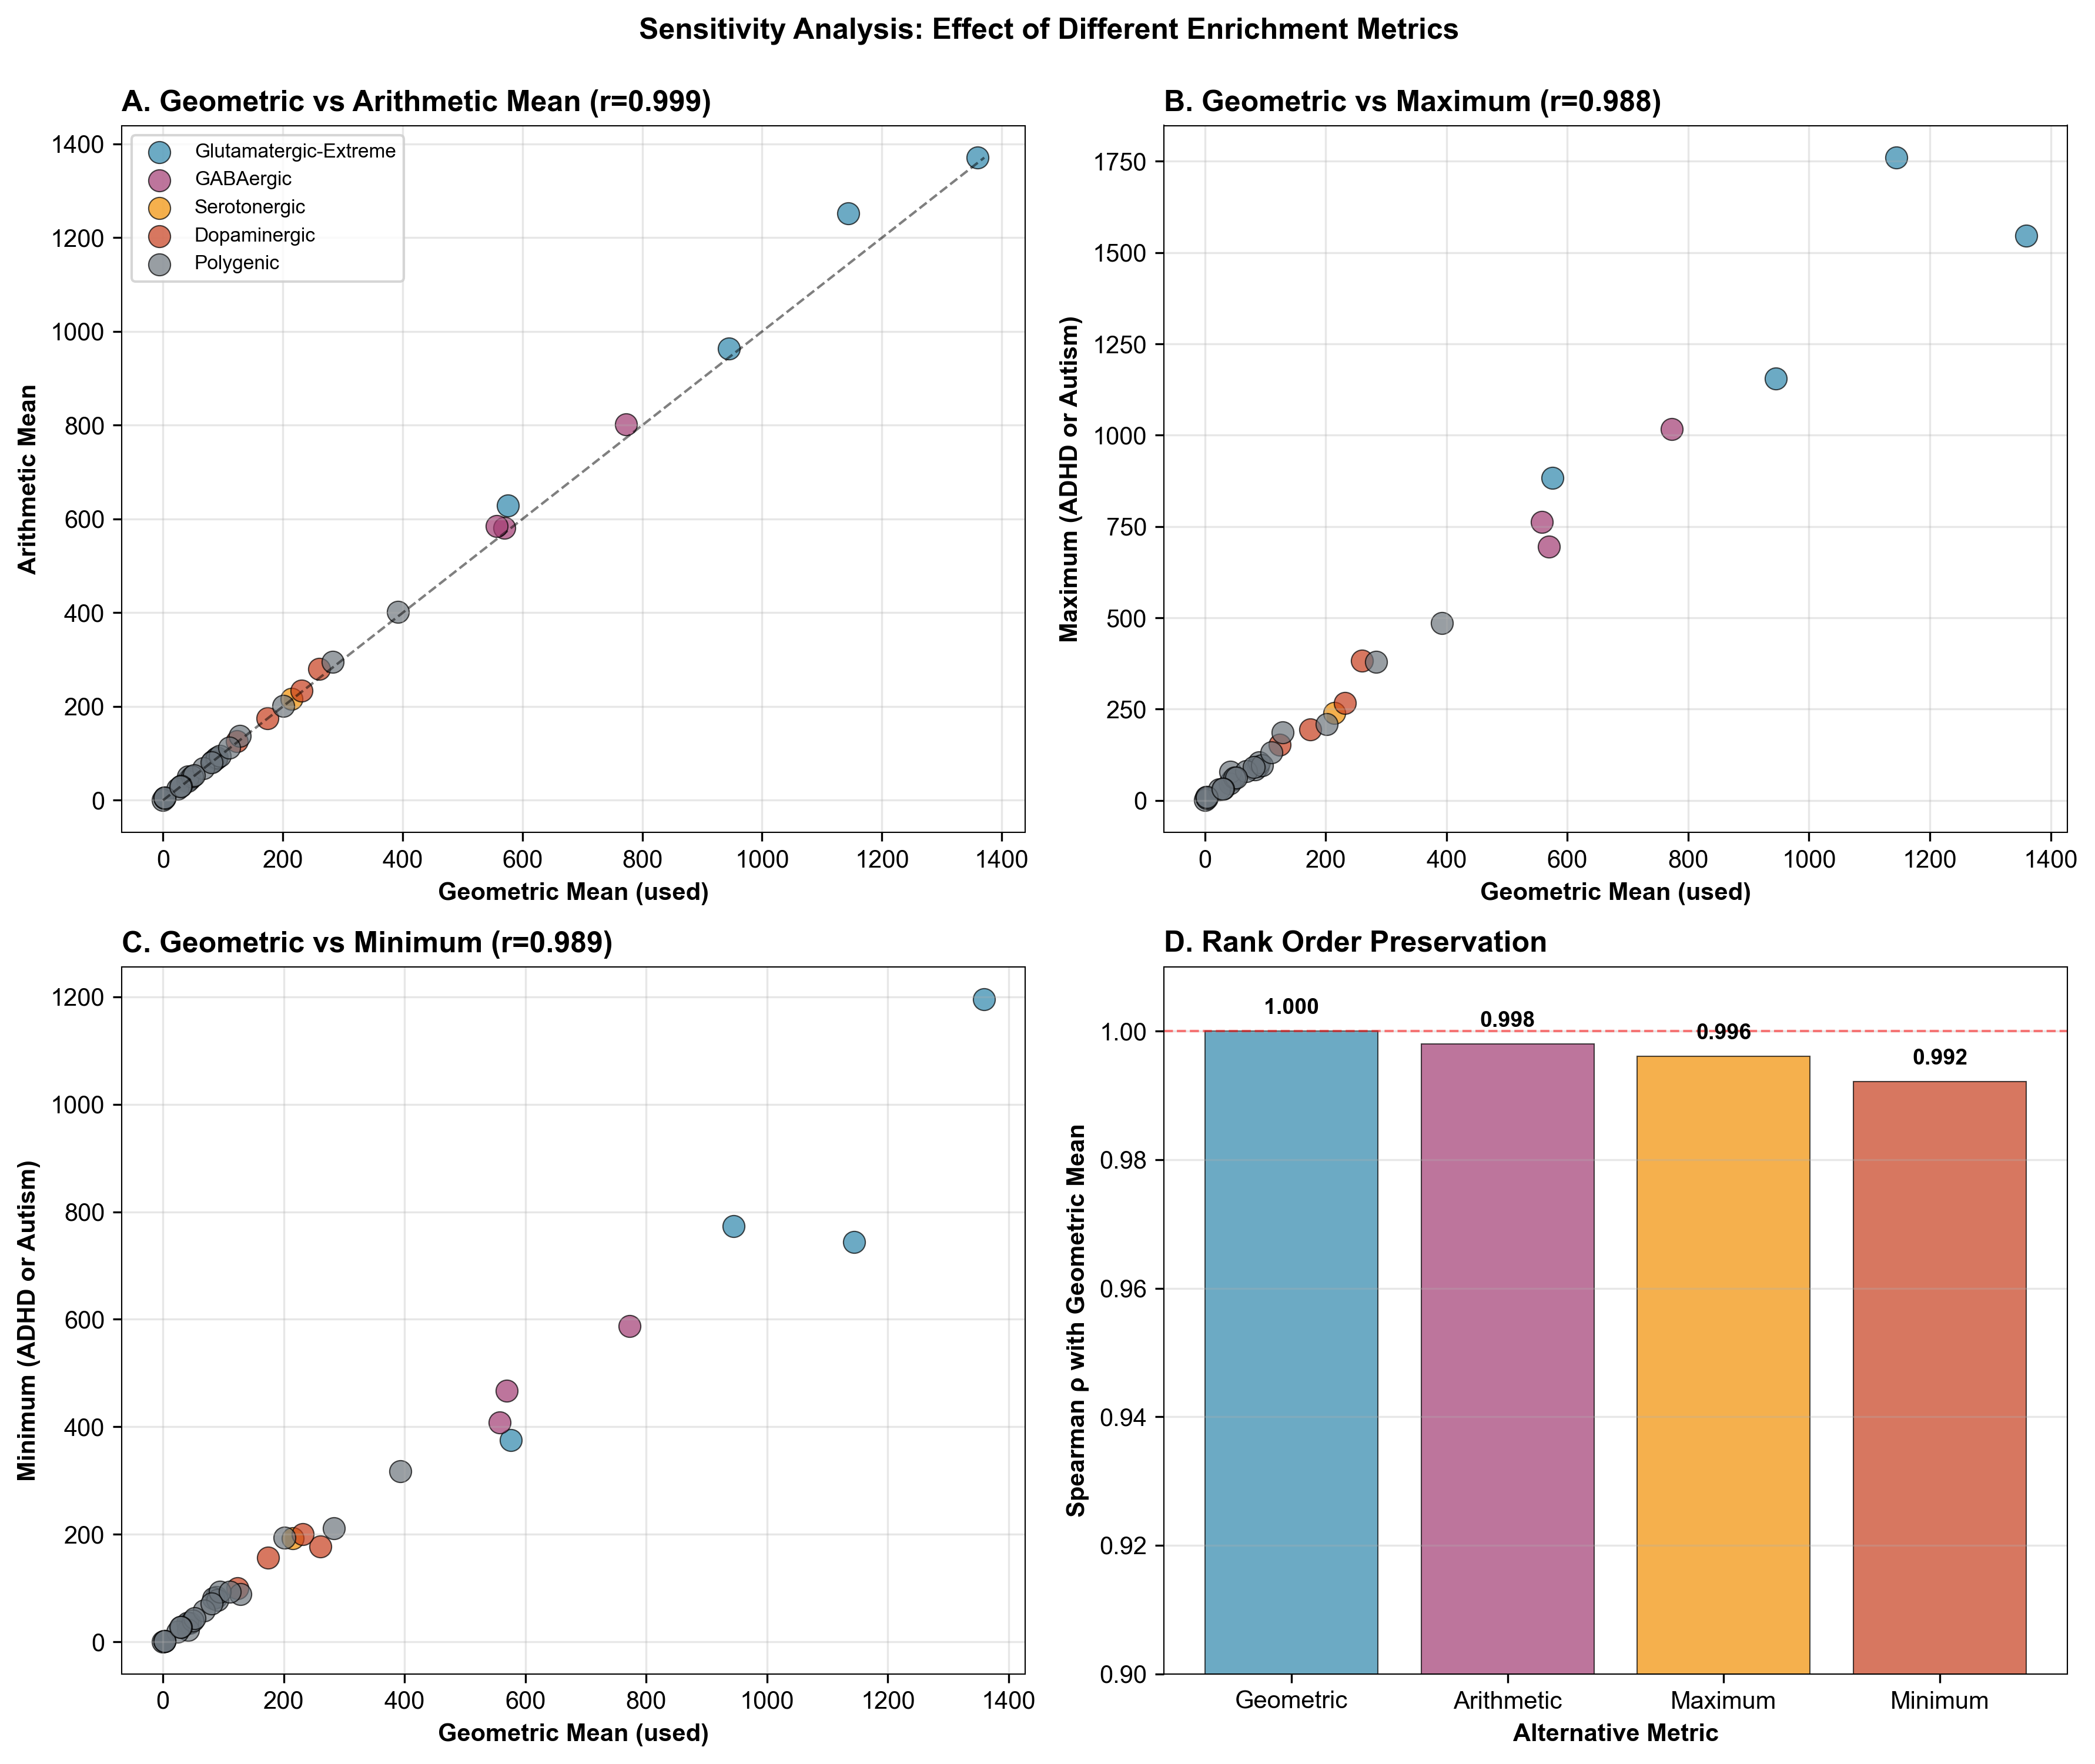 Sensitivity Analysis: Effect of Different Enrichment Metrics
A. Geometric vs Arithmetic Mean (r=0.999)
1400
1200
1000
800
600
400
200
0
Arithmetic Mean
Glutamatergic-Extreme
GABAergic
Serotonergic
Dopaminergic
Polygenic
0 200 400 600 800 1000 1200 1400
Geometric Mean (used)
B. Geometric vs Maximum (r=0.988)
1750
1500
1250
1000
750
500
250
0
Maximum (ADHD or Autism)
0 200 400 600 800 1000 1200 1400
Geometric Mean (used)
C. Geometric vs Minimum (r=0.989)
1200
1000
800
600
400
200
0
Minimum (ADHD or Autism)
0 200 400 600 800 1000 1200 1400
Geometric Mean (used)
D. Rank Order Preservation
1.00
0.98
0.96
0.94
0.92
0.90
Spearman ρ with Geometric Mean
1.000
0.998
0.996
0.992
Geometric Arithmetic Maximum Minimum
Alternative Metric